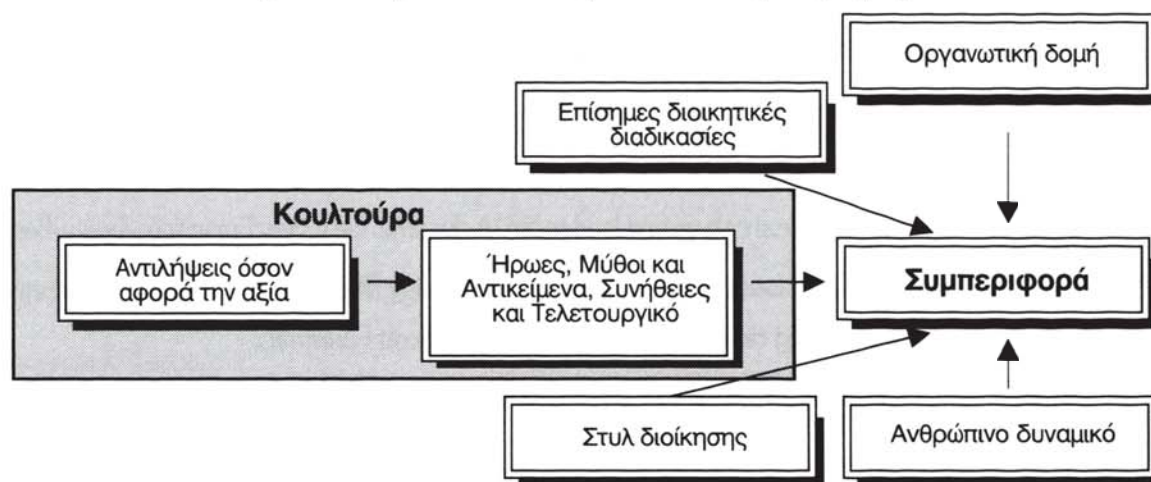 Οργανωτική δομή
Επίσημες διοικητικές
διαδικασίες
Κουλτούρα
Αντιλήψεις όσον
αφορά την αξία
Ήρωες, Μύθοι και
Αντικείμενα, Συνήθειες
και Τελετουργικό
Συμπεριφορά
Στυλ διοίκησης
Ανθρώπινο δυναμικό